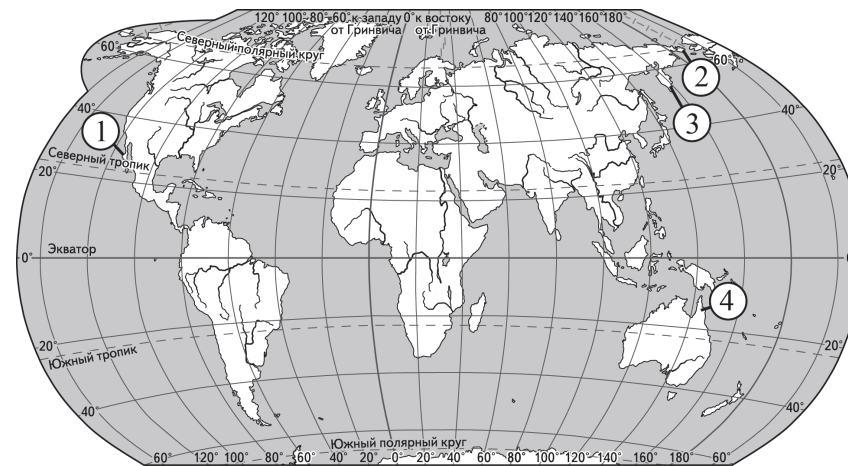 120° 100° 80° 60° к западу 0° к востоку 80° 100° 120° 140° 160° 180°
от Гринвича от Гринвича
Северный полярный круг
60° 60°
2
40° 40°
1
3
Северный тропик
20° 20°
Экватор
0° 0°
4
20° 20°
Южный тропик
40° 40°
Южный полярный круг
60° 120° 100° 80° 60° 40° 20° 0° 20° 40° 60° 80° 100° 120° 140° 160° 180° 60°